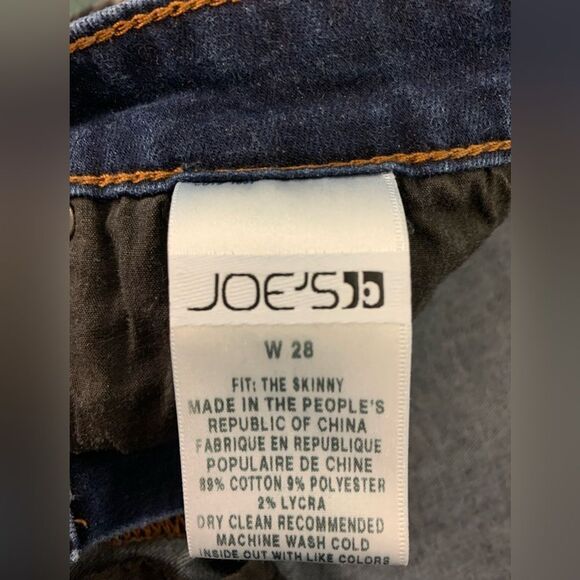 JOE'S
W 28
FIT: THE SKINNY
MADE IN THE PEOPLE'S
REPUBLIC OF CHINA
FABRIQUE EN REPUBLIQUE
POPULAIRE DE CHINE
89% COTTON 9% POLYESTER
2% LYCRA
DRY CLEAN RECOMMENDED
MACHINE WASH COLD
INSIDE OUT WITH LIKE COLORS